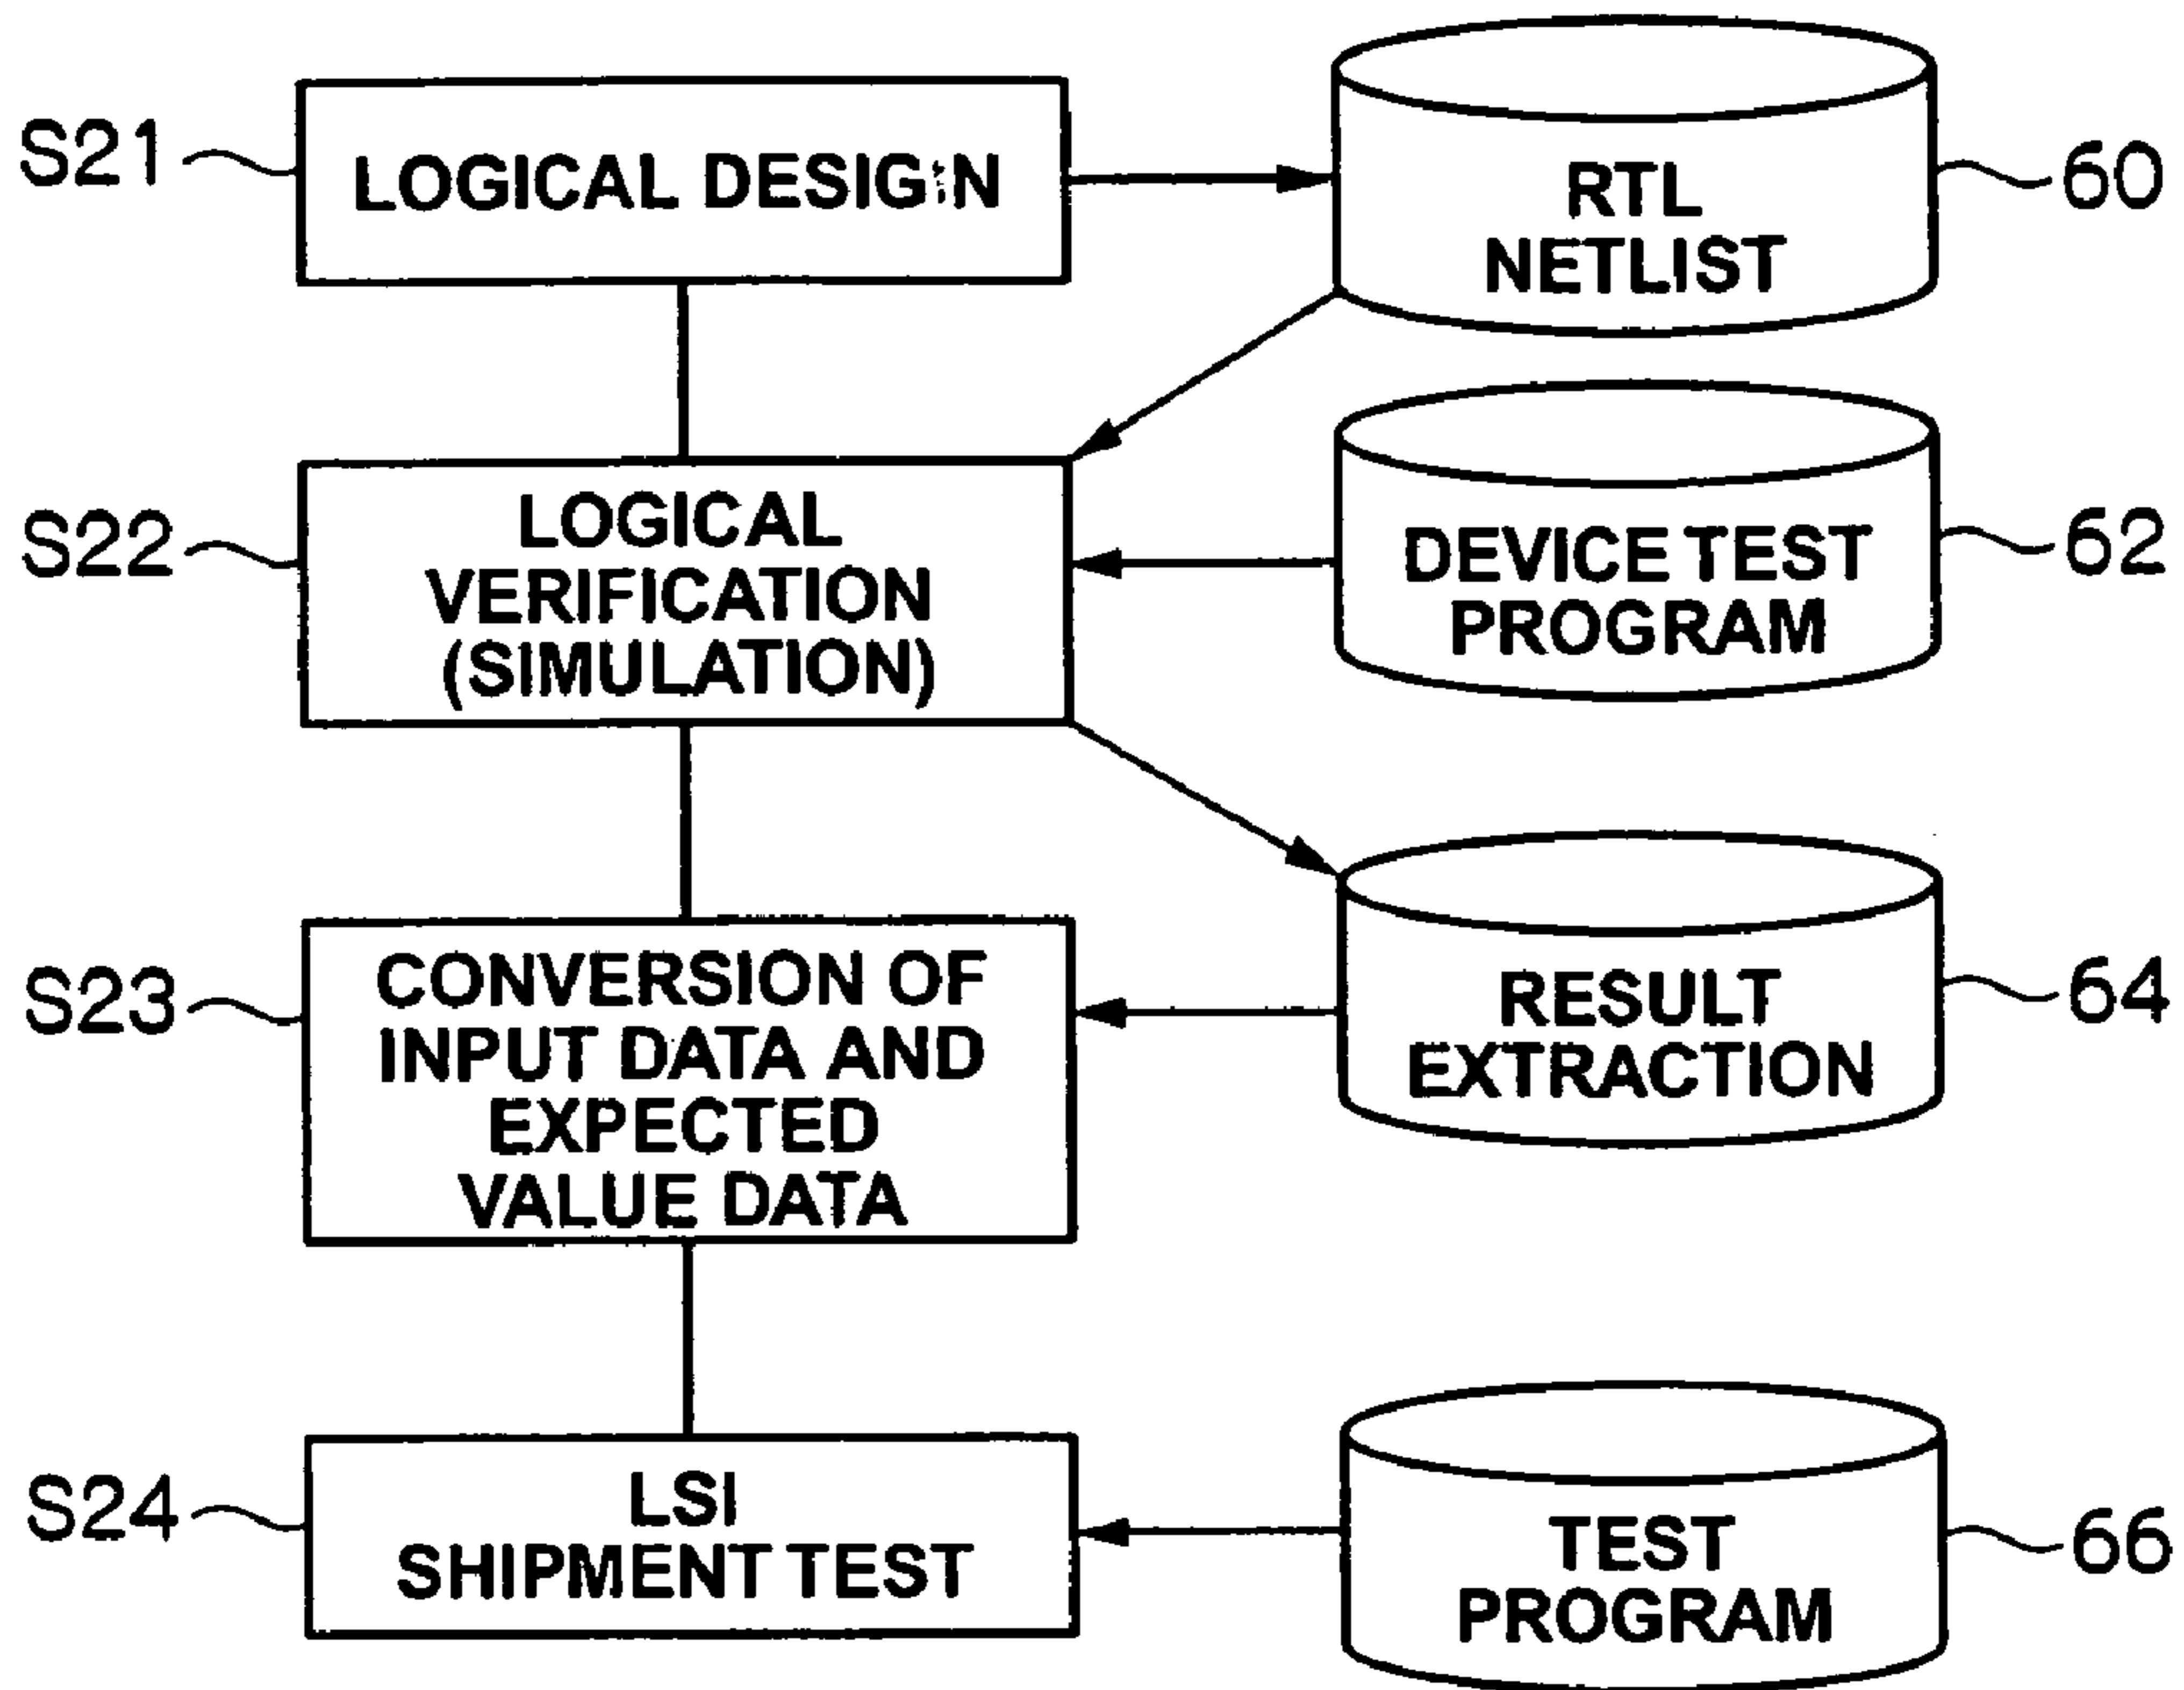 S21
LOGICAL DESIGN
RTL
NETLIST
60
S22
LOGICAL
VERIFICATION
(SIMULATION)
DEVICE TEST
PROGRAM
62
S23
CONVERSION OF
INPUT DATA AND
EXPECTED
VALUE DATA
RESULT
EXTRACTION
64
S24
LSI
SHIPMENT TEST
TEST
PROGRAM
66